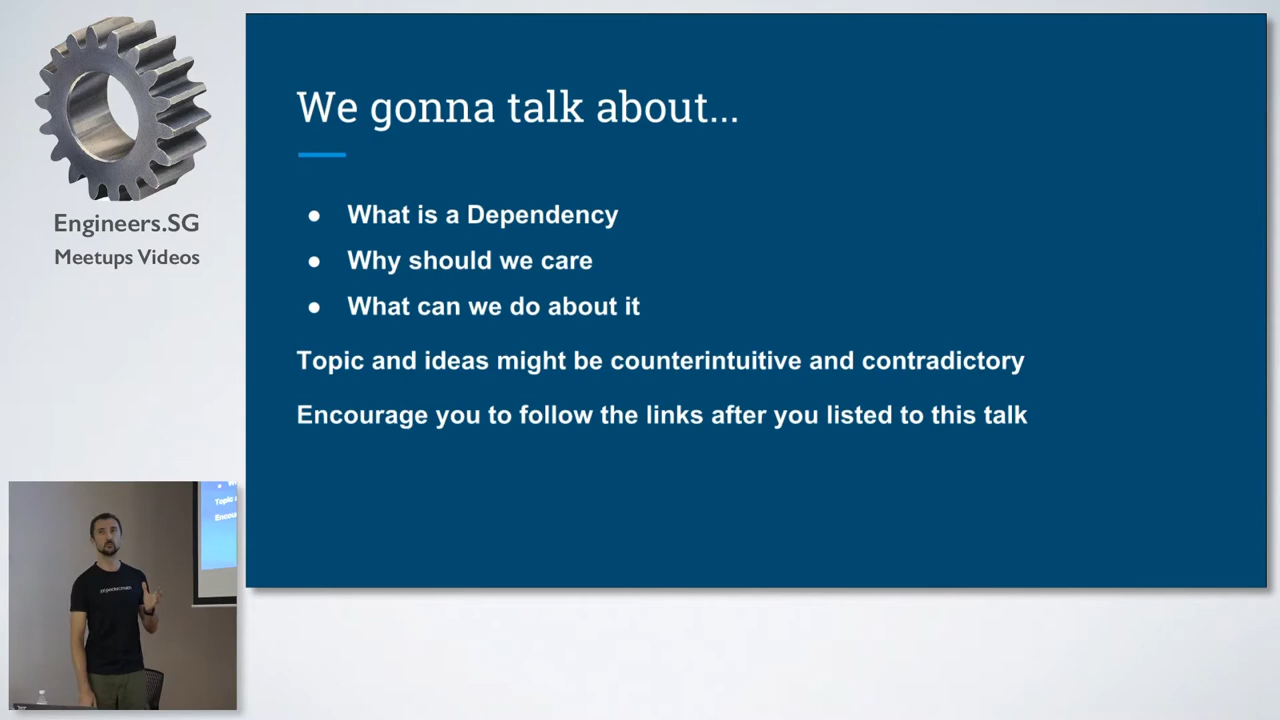 Engineers.SG
Meetups Videos
We gonna talk about...
● What is a Dependency
● Why should we care
● What can we do about it
Topic and ideas might be counterintuitive and contradictory
Encourage you to follow the links after you listed to this talk
Topic
Encou